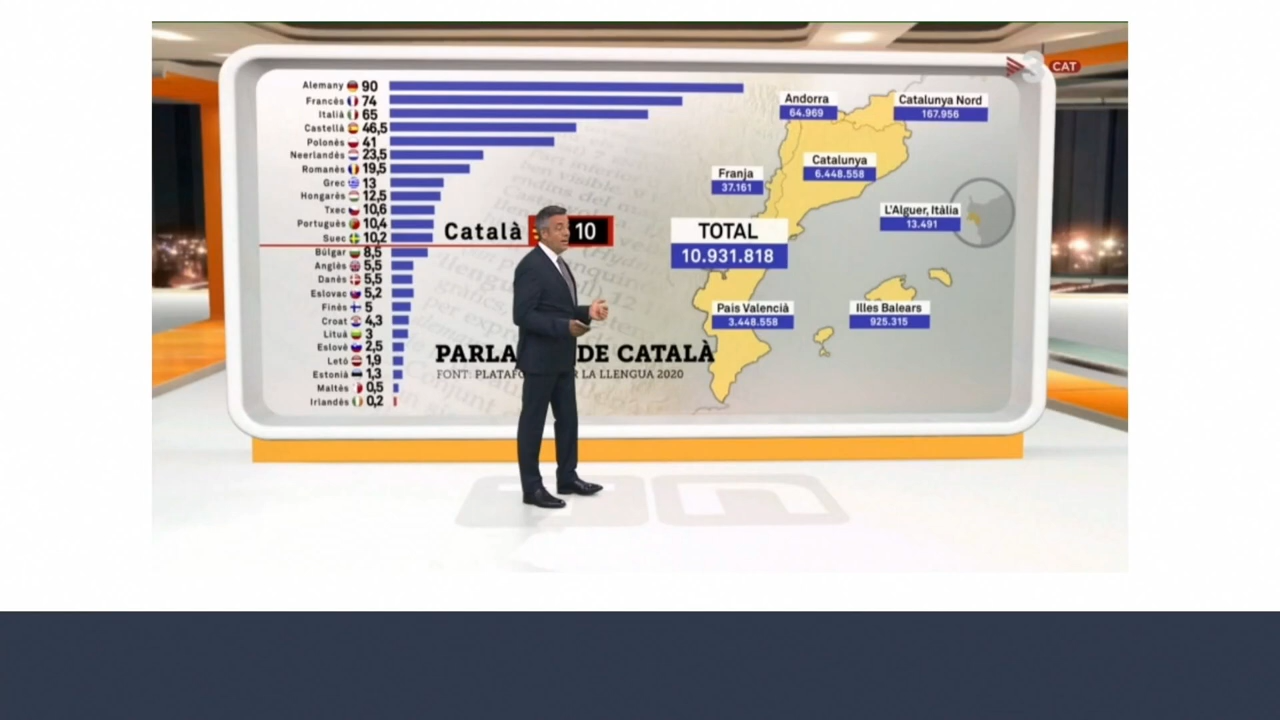 3 CAT
Alemany 90
Francès 74
Italià 65
Castellà 46,5
Polonès 41
Neerlandès 23,5
Romanès 19,5
Grec 13
Hongarès 12,5
Txec 10,6
Portuguès 10,4
Suec 10,2
Català 10
Búlgar 8,5
Anglès 5,5
Danès 5,5
Eslovac 5,2
Finès 5
Croat 4,3
Lituà 3
Eslovè 2,5
Letó 1,9
Estonià 1,3
Maltès 0,5
Irlandès 0,2
PARLA DE CATALÀ
FONT: PLATAFO R LA LLENGUA 2020
Andorra
64.969
Catalunya Nord
167.956
Catalunya
6.448.558
Franja
37.161
L'Alguer, Itàlia
13.491
TOTAL
10.931.818
País Valencià
3.448.558
Illes Balears
925.315